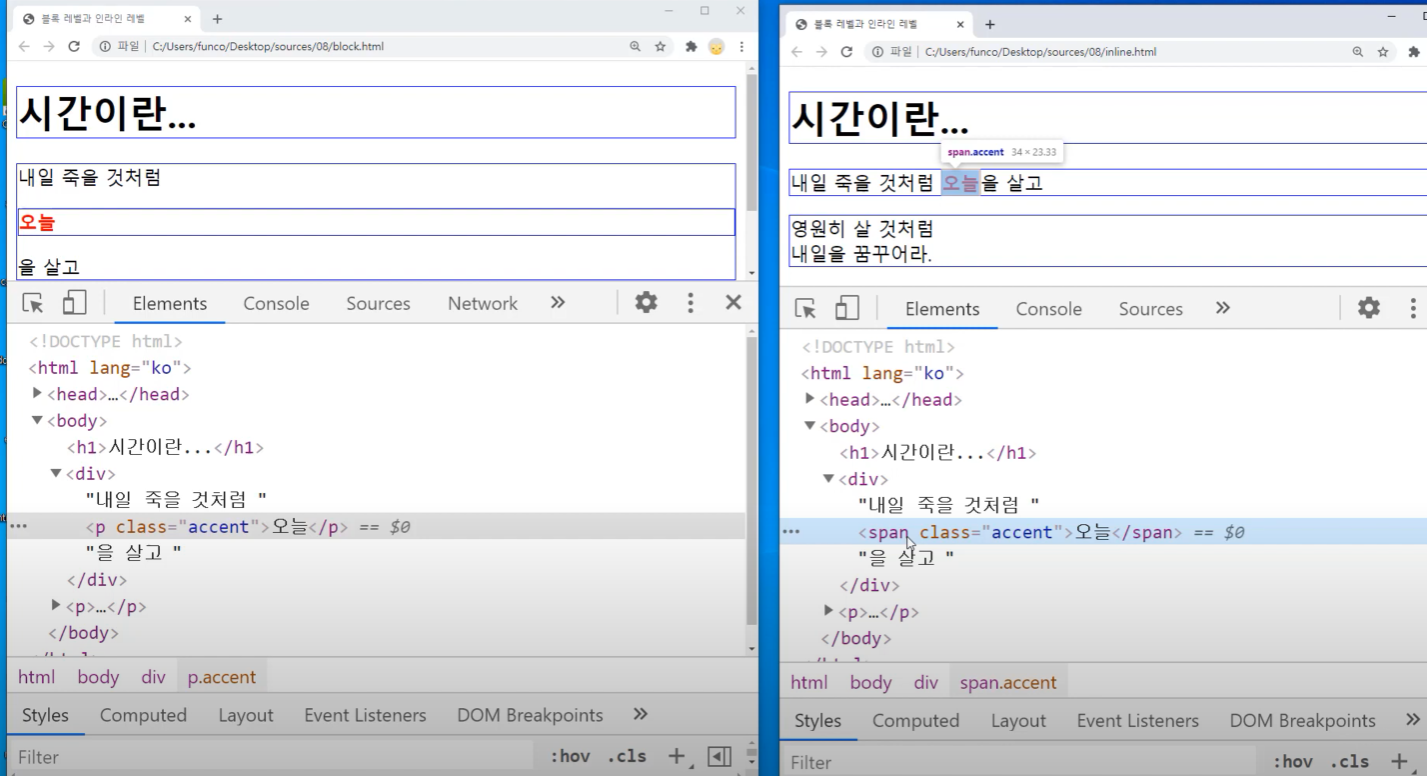 블록 레벨과 인라인 레벨
파일 C:/Users/funco/Desktop/sources/08/block.html
시간이란...
내일 죽을 것처럼
오늘
을 살고
Elements Console Sources Network »
<!DOCTYPE html>
<html lang="ko">
<head>…</head>
<body>
<h1>시간이란...</h1>
<div>
"내일 죽을 것처럼 "
<p class="accent">오늘</p> == $0
"을 살고 "
</div>
<p>…</p>
</body>
html body div p.accent
Styles Computed Layout Event Listeners DOM Breakpoints »
Filter :hov .cls +
블록 레벨과 인라인 레벨
파일 C:/Users/funco/Desktop/sources/08/inline.html
시간이란...
span.accent 34 × 23.33
내일 죽을 것처럼 오늘을 살고
영원히 살 것처럼
내일을 꿈꾸어라.
Elements Console Sources »
<!DOCTYPE html>
<html lang="ko">
<head>…</head>
<body>
<h1>시간이란...</h1>
<div>
"내일 죽을 것처럼 "
<span class="accent">오늘</span> == $0
"을 살고 "
</div>
<p>…</p>
</body>
html body div span.accent
Styles Computed Layout Event Listeners DOM Breakpoints »
Filter :hov .cls +